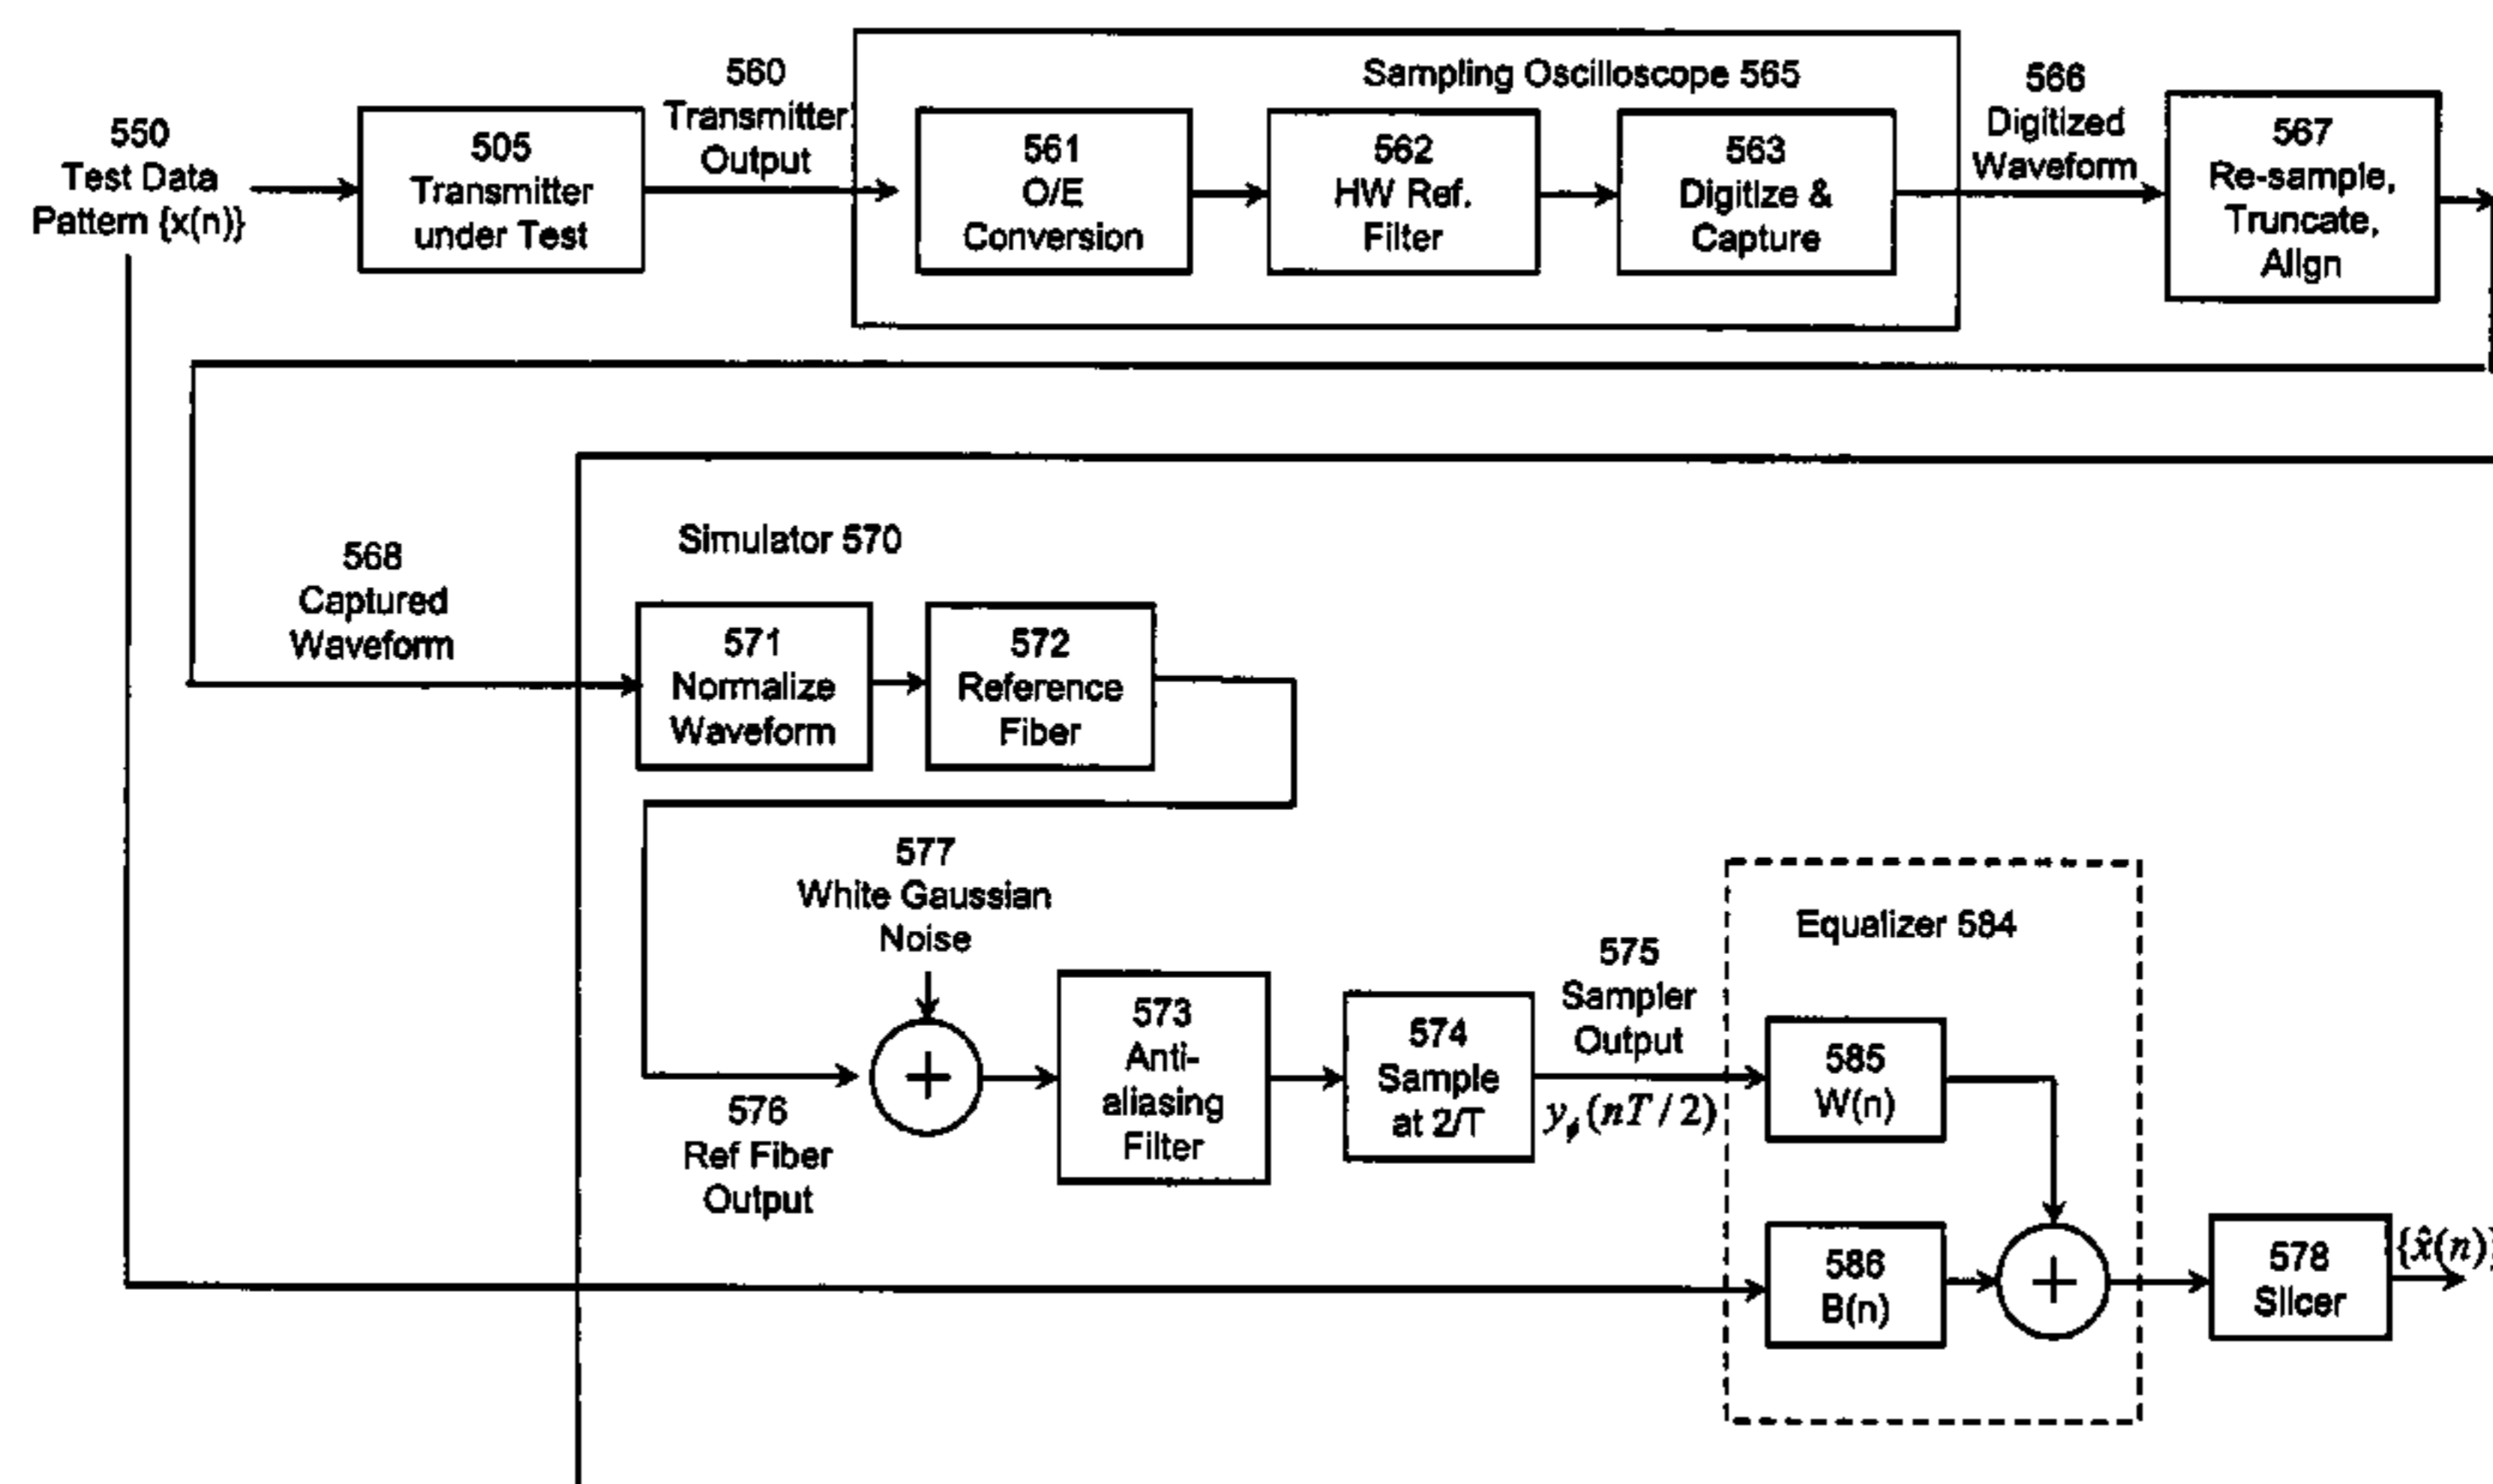 550
Test Data
Pattern {x(n)}
505
Transmitter
under Test
560
Transmitter
Output
Sampling Oscilloscope 565
561
O/E
Conversion
562
HW Ref.
Filter
563
Digitize &
Capture
566
Digitized
Waveform
567
Re-sample,
Truncate,
Align
568
Captured
Waveform
Simulator 570
571
Normalize
Waveform
572
Reference
Fiber
577
White Gaussian
Noise
+
576
Ref Fiber
Output
573
Anti-
aliasing
Filter
574
Sample
at 2/T
575
Sampler
Output
y_ϕ(nT/2)
Equalizer 584
585
W(n)
586
B(n)
+
578
Slicer
{x̂(n)}